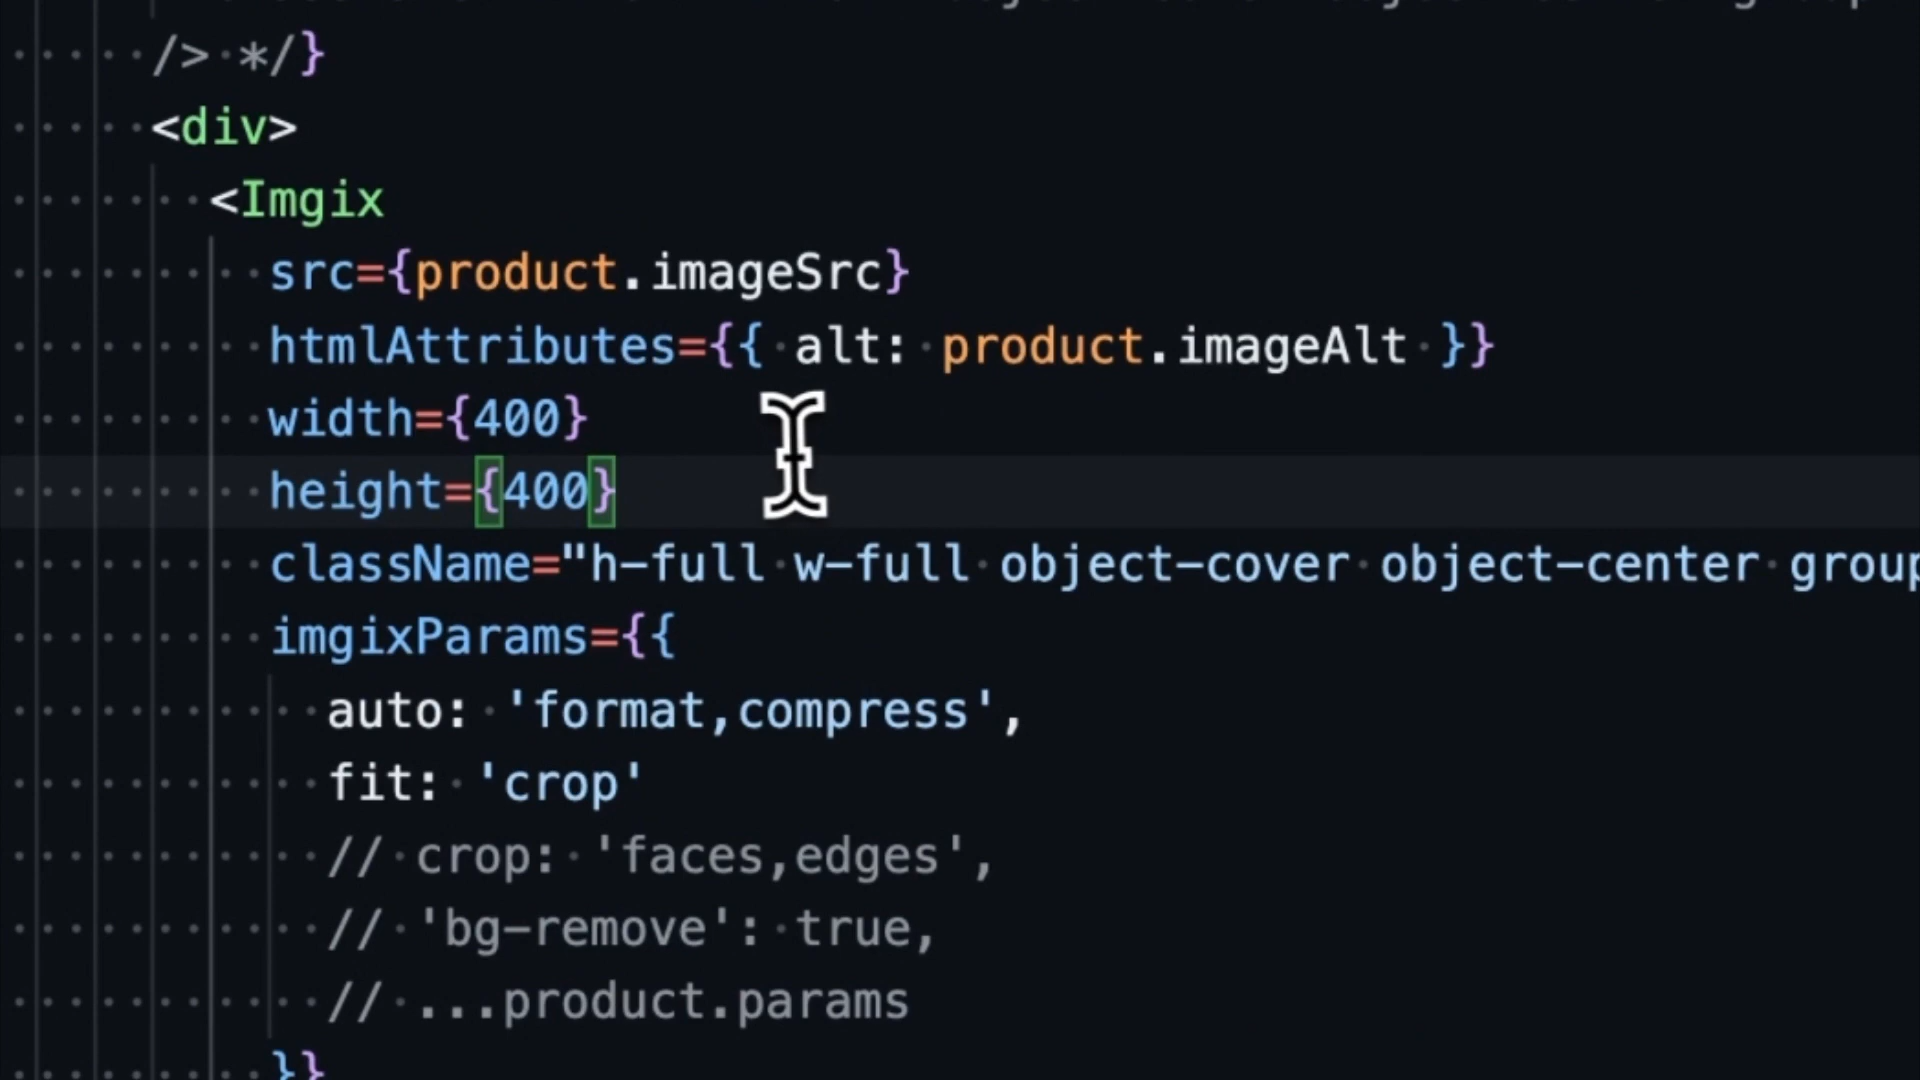 /> */}
<div>
<Imgix
src={product.imageSrc}
htmlAttributes={{ alt: product.imageAlt }}
width={400}
height={400}
className="h-full w-full object-cover object-center group
imgixParams={{
auto: 'format,compress',
fit: 'crop'
// crop: 'faces,edges',
// 'bg-remove': true,
// ...product.params
}}